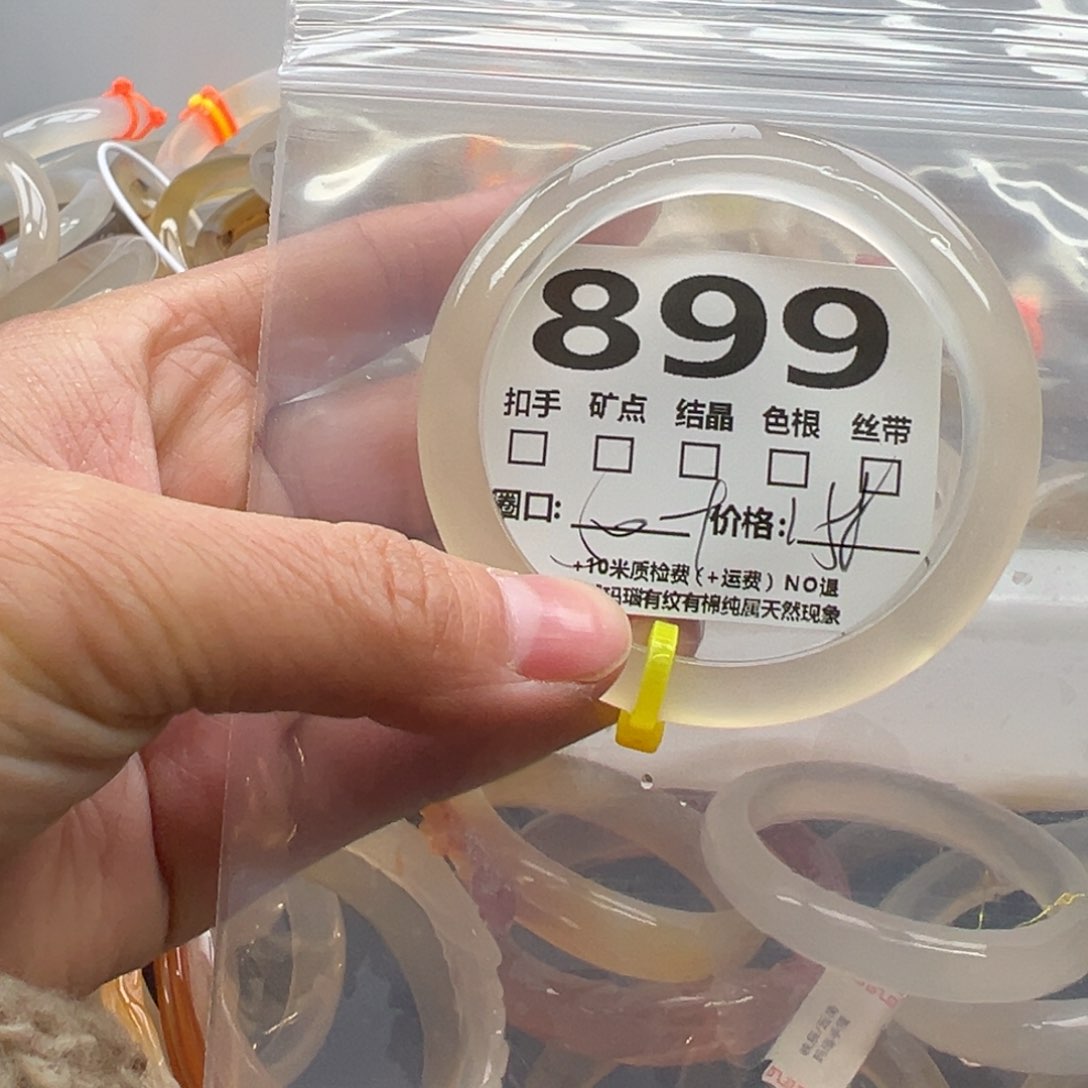 899
扣手 矿点 结晶 色根 丝带
圈口: 价格:
+10米质检费(+运费) NO退
玛瑙有纹有棉纯属天然现象